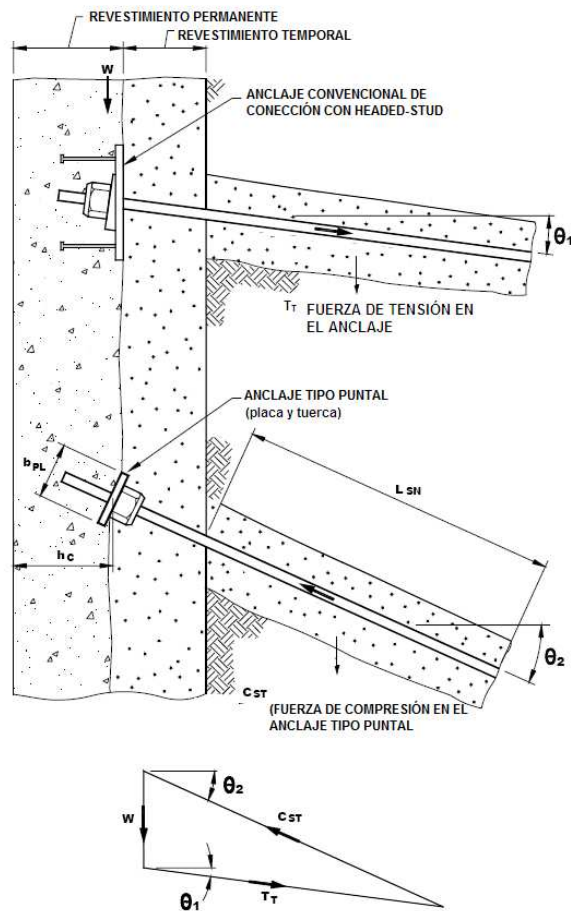 REVESTIMIENTO PERMANENTE
REVESTIMIENTO TEMPORAL
W
ANCLAJE CONVENCIONAL DE
CONECCIÓN CON HEADED-STUD
θ1
TT FUERZA DE TENSIÓN EN
EL ANCLAJE
ANCLAJE TIPO PUNTAL
(placa y tuerca)
bPL
LSN
hC
θ2
CST
(FUERZA DE COMPRESIÓN EN EL
ANCLAJE TIPO PUNTAL
θ2
W
CST
θ1
TT